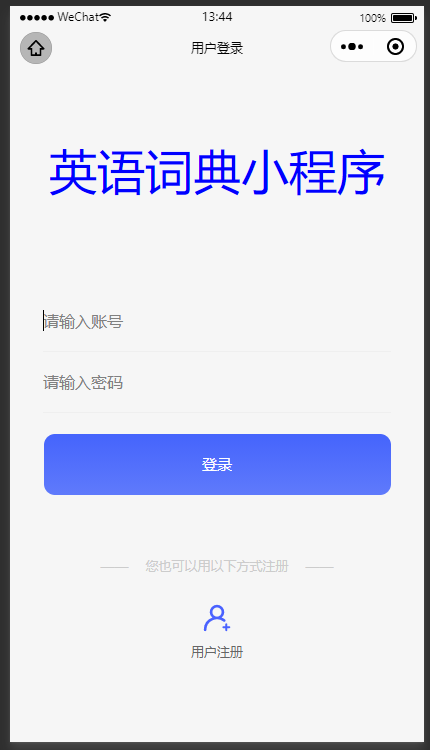 WeChat 13:44 100%
用户登录
英语词典小程序
请输入账号
请输入密码
登录
您也可以用以下方式注册
用户注册